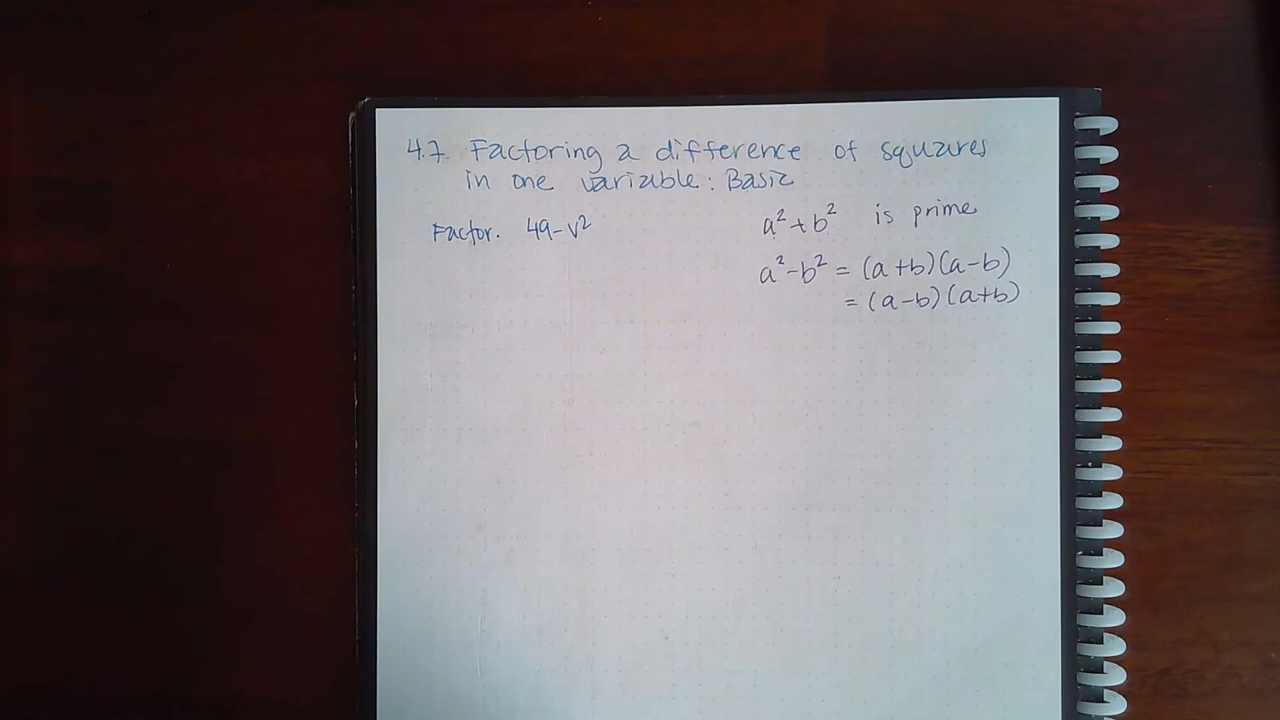 4.7. Factoring a difference of squares
in one variable: Basic
Factor. 49-v²
a²+b² is prime
a²-b² = (a+b)(a-b)
= (a-b)(a+b)